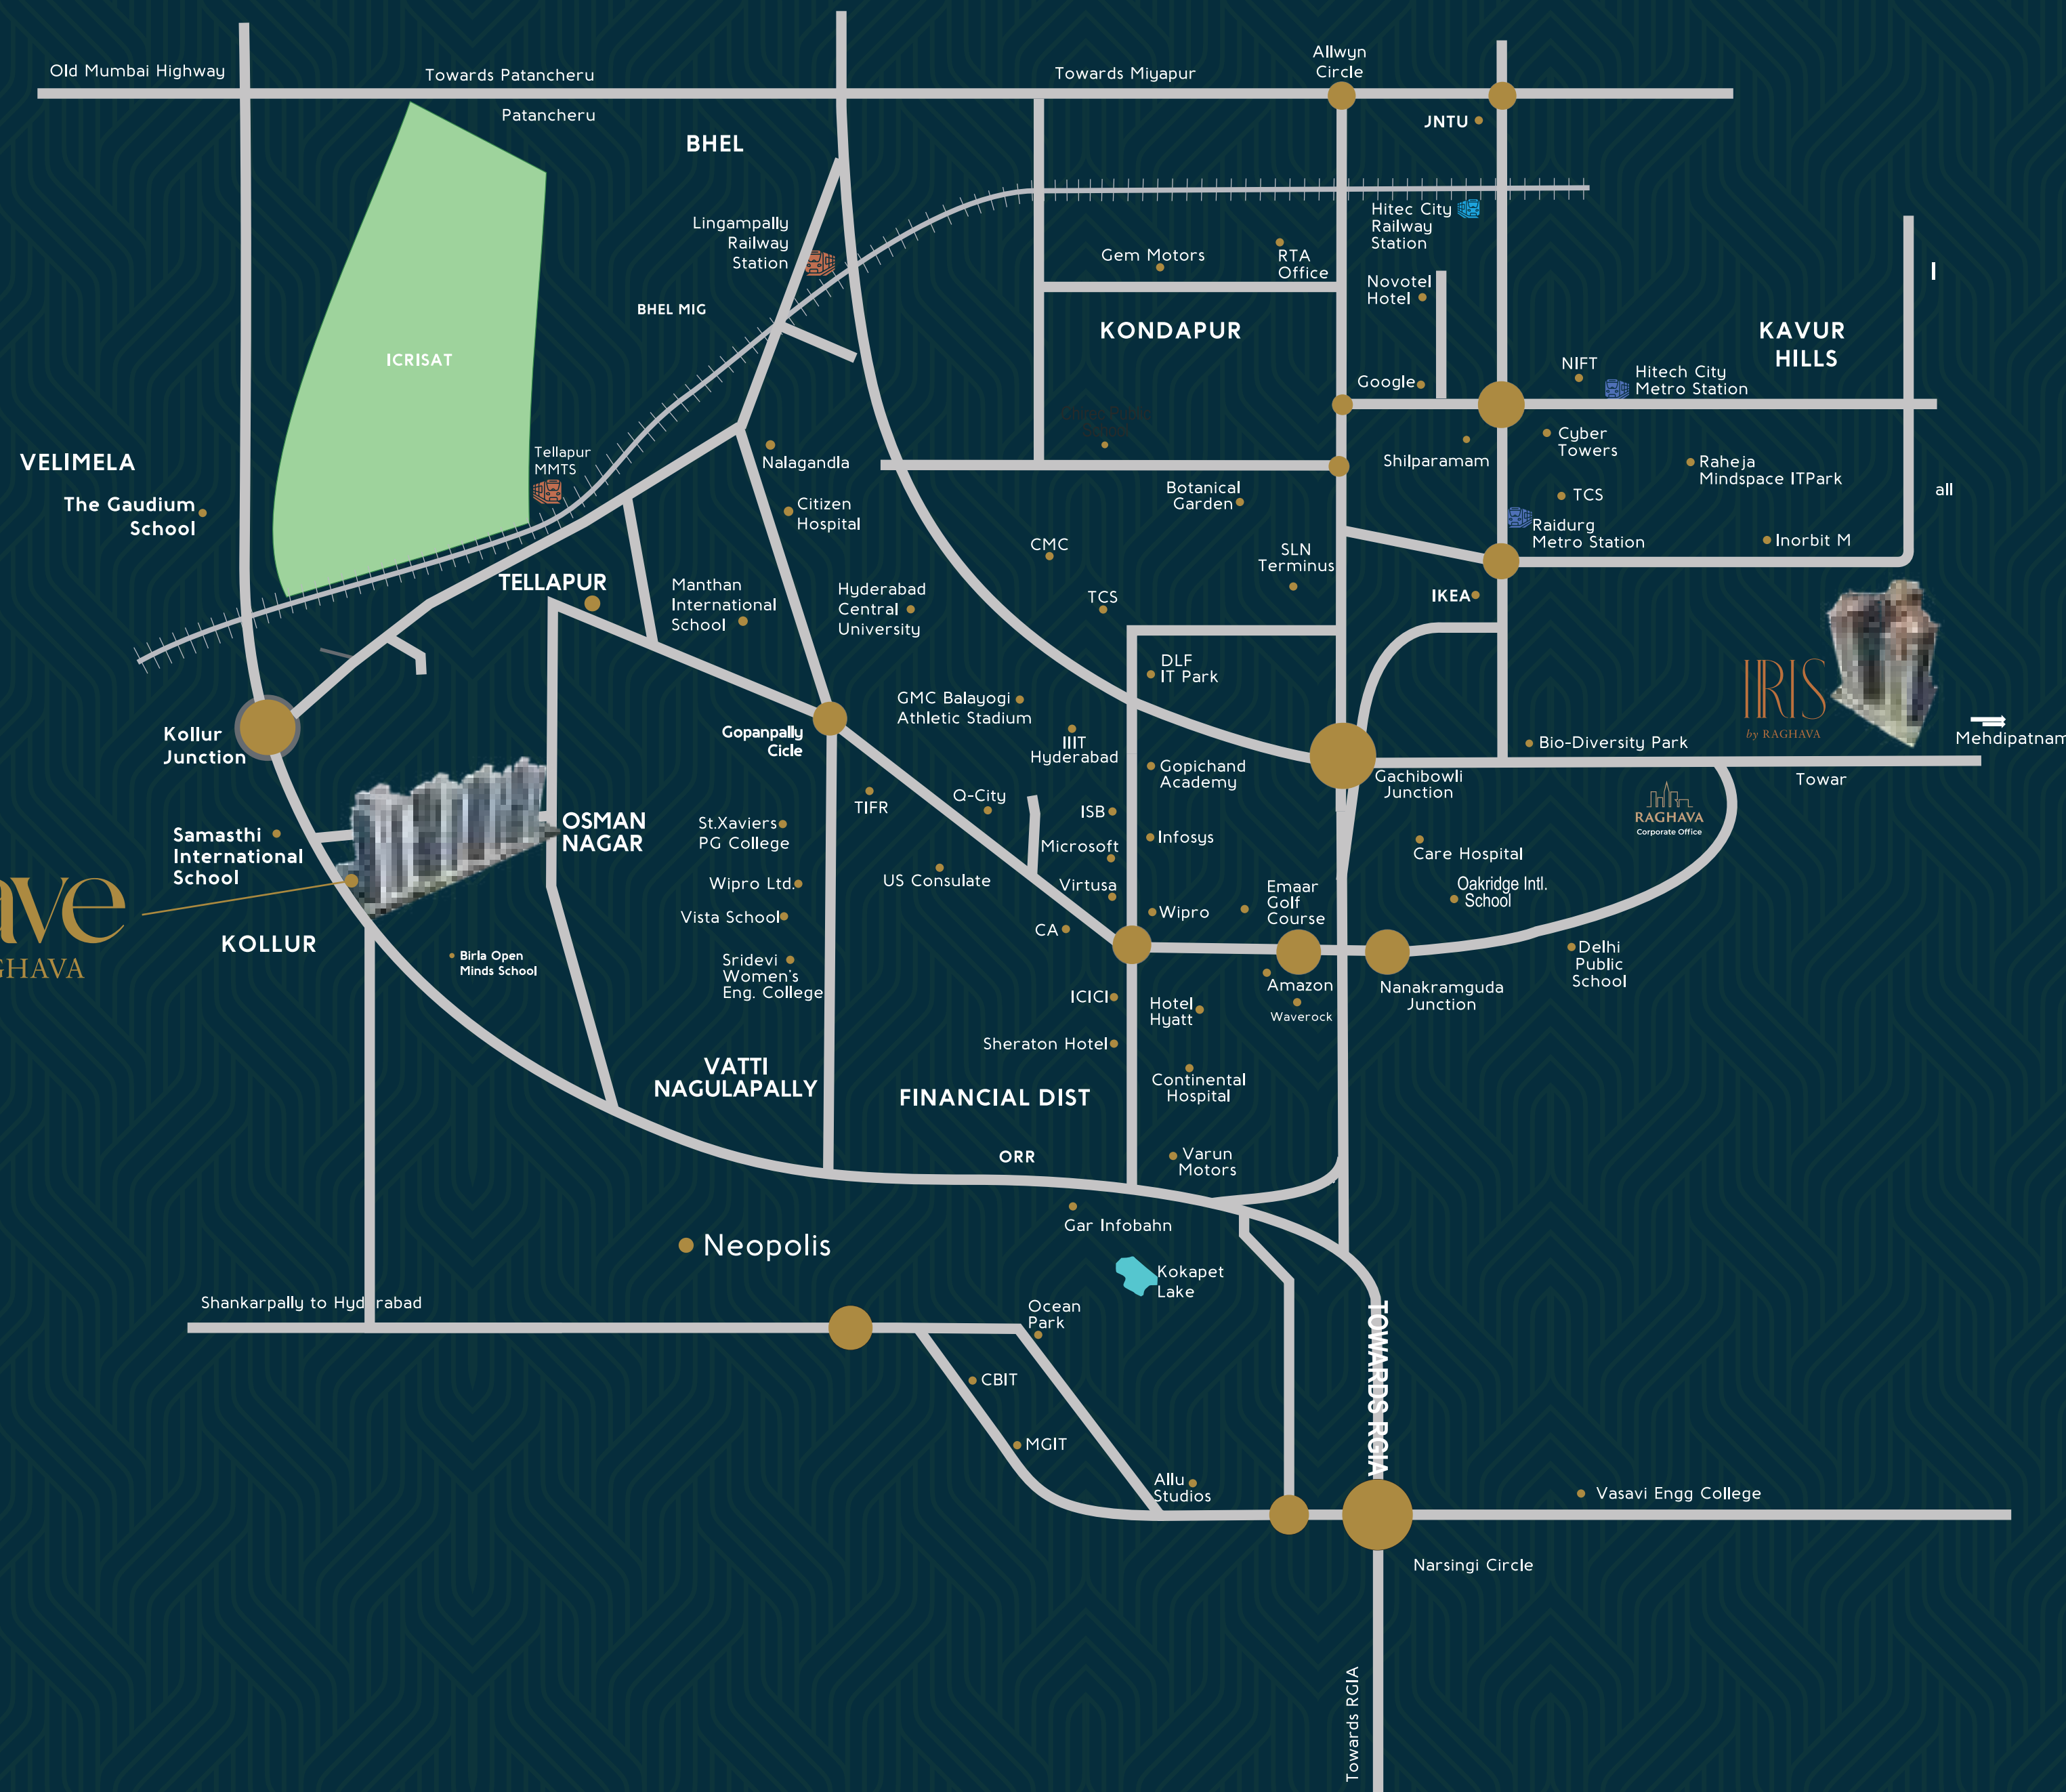 Old Mumbai Highway
Towards Patancheru
Patancheru
Towards Miyapur
Allwyn
Circle
JNTU
BHEL
Lingampally
Railway
Station
BHEL MIG
ICRISAT
Gem Motors
RTA
Office
Hitec City
Railway
Station
Novotel
Hotel
KONDAPUR
KAVUR
HILLS
Google
NIFT
Hitech City
Metro Station
Cyber
Towers
Shilparamam
Raheja
Mindspace ITPark
TCS
all
Raidurg
Metro Station
Inorbit M
VELIMELA
The Gaudium
School
Tellapur
MMTS
Nalagandla
Citizen
Hospital
Botanical
Garden
CMC
SLN
Terminus
TELLAPUR
Manthan
International
School
Hyderabad
Central
University
TCS
IKEA
DLF
IT Park
GMC Balayogi
Athletic Stadium
IIIT
Hyderabad
Kollur
Junction
Gopanpally
Cicle
Gopichand
Academy
Gachibowli
Junction
Bio-Diversity Park
IRIS
by RAGHAVA
Mehdipatnam
Towar
RAGHAVA
Corporate Office
Samasthi
International
School
OSMAN
NAGAR
St.Xaviers
PG College
TIFR
Q-City
ISB
Infosys
Microsoft
Care Hospital
US Consulate
Wipro Ltd.
Virtusa
Emaar
Golf
Course
Oakridge Intl.
School
Vista School
Wipro
CA
ave
GHAVA
KOLLUR
Birla Open
Minds School
Sridevi
Women's
Eng. College
ICICI
Hotel
Hyatt
Amazon
Waverock
Nanakramguda
Junction
Delhi
Public
School
Sheraton Hotel
VATTI
NAGULAPALLY
FINANCIAL DIST
Continental
Hospital
ORR
Varun
Motors
Gar Infobahn
Neopolis
Kokapet
Lake
Shankarpally to Hyderabad
Ocean
Park
TOWARDS RGIA
CBIT
MGIT
Allu
Studios
Vasavi Engg College
Narsingi Circle
Towards RGIA